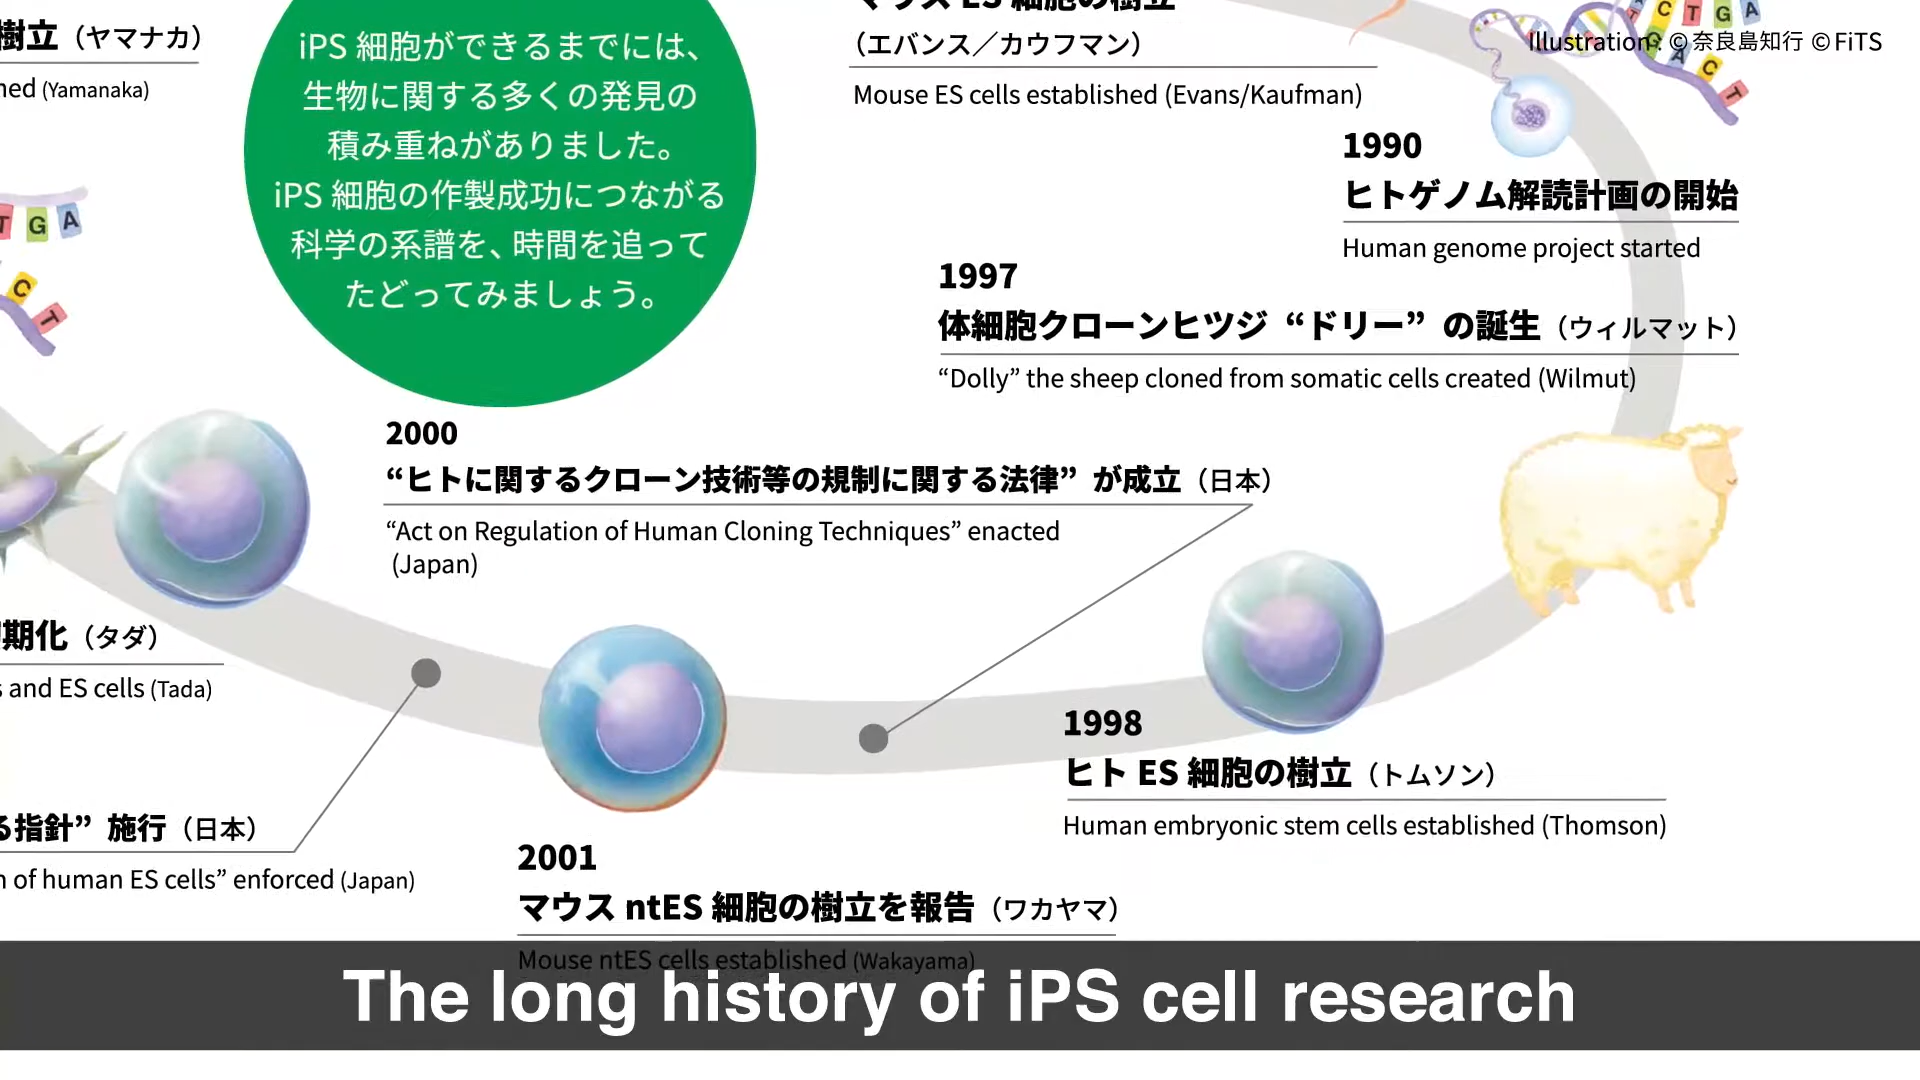 樹立（ヤマナカ）
ned (Yamanaka)
iPS 細胞ができるまでには、
生物に関する多くの発見の
積み重ねがありました。
iPS 細胞の作製成功につながる
科学の系譜を、時間を追って
たどってみましょう。
マウス ES 細胞の樹立
（エバンス／カウフマン）
Mouse ES cells established (Evans/Kaufman)
C T G A
Illustration: ©奈良島知行 ©FiTS
G A C T
1990
ヒトゲノム解読計画の開始
Human genome project started
T G A
C T
1997
体細胞クローンヒツジ “ドリー” の誕生（ウィルマット）
“Dolly” the sheep cloned from somatic cells created (Wilmut)
2000
“ヒトに関するクローン技術等の規制に関する法律” が成立（日本）
“Act on Regulation of Human Cloning Techniques” enacted
(Japan)
期化（タダ）
s and ES cells (Tada)
1998
ヒト ES 細胞の樹立（トムソン）
Human embryonic stem cells established (Thomson)
る指針” 施行（日本）
n of human ES cells” enforced (Japan)
2001
マウス ntES 細胞の樹立を報告（ワカヤマ）
Mouse ntES cells established (Wakayama)
The long history of iPS cell research